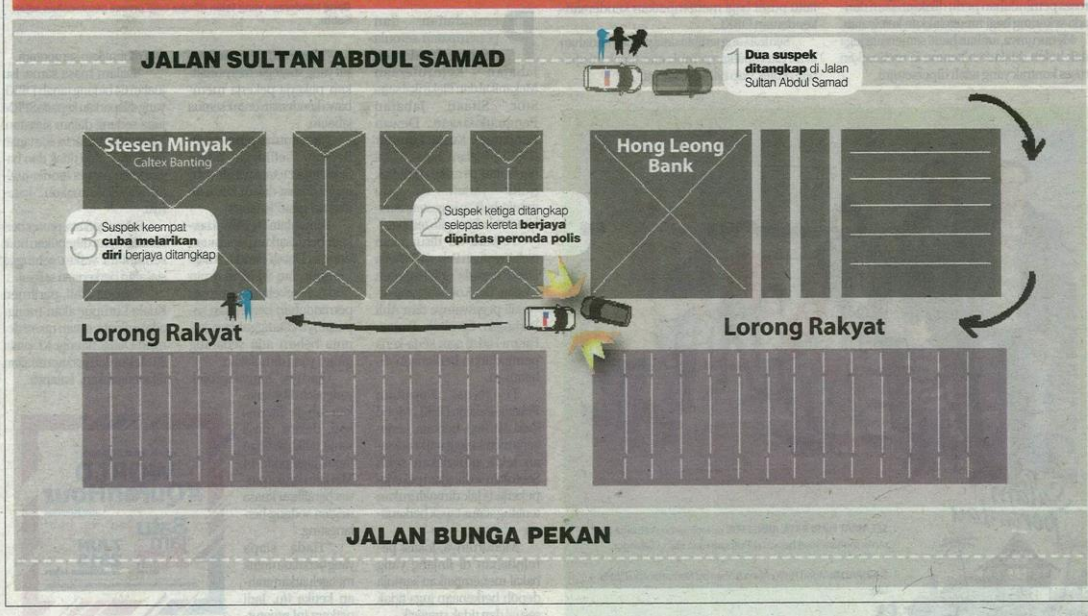 JALAN SULTAN ABDUL SAMAD
1
Dua suspek
ditangkap di Jalan
Sultan Abdul Samad
Stesen Minyak
Caltex Banting
Hong Leong
Bank
2
Suspek ketiga ditangkap
selepas kereta berjaya
dipintas peronda polis
3
Suspek keempat
cuba melarikan
diri berjaya ditangkap
Lorong Rakyat
Lorong Rakyat
JALAN BUNGA PEKAN